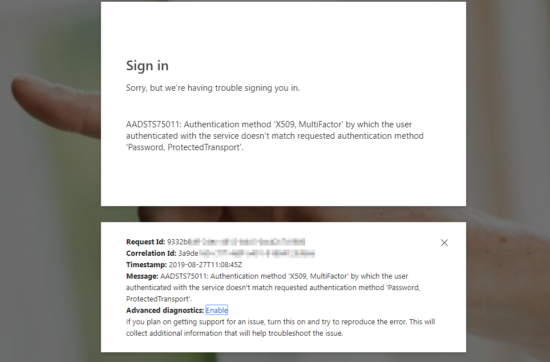 Sign in
Sorry, but we're having trouble signing you in.
AADSTS75011: Authentication method 'X509, MultiFactor' by which the user
authenticated with the service doesn't match requested authentication method
'Password, ProtectedTransport'.
Request Id: 9332b
Correlation Id: 3a9de
Timestamp: 2019-08-27T11:08:45Z
Message: AADSTS75011: Authentication method 'X509, MultiFactor' by which the user
authenticated with the service doesn't match requested authentication method 'Password,
ProtectedTransport'.
Advanced diagnostics: Enable
If you plan on getting support for an issue, turn this on and try to reproduce the error. This will
collect additional information that will help troubleshoot the issue.